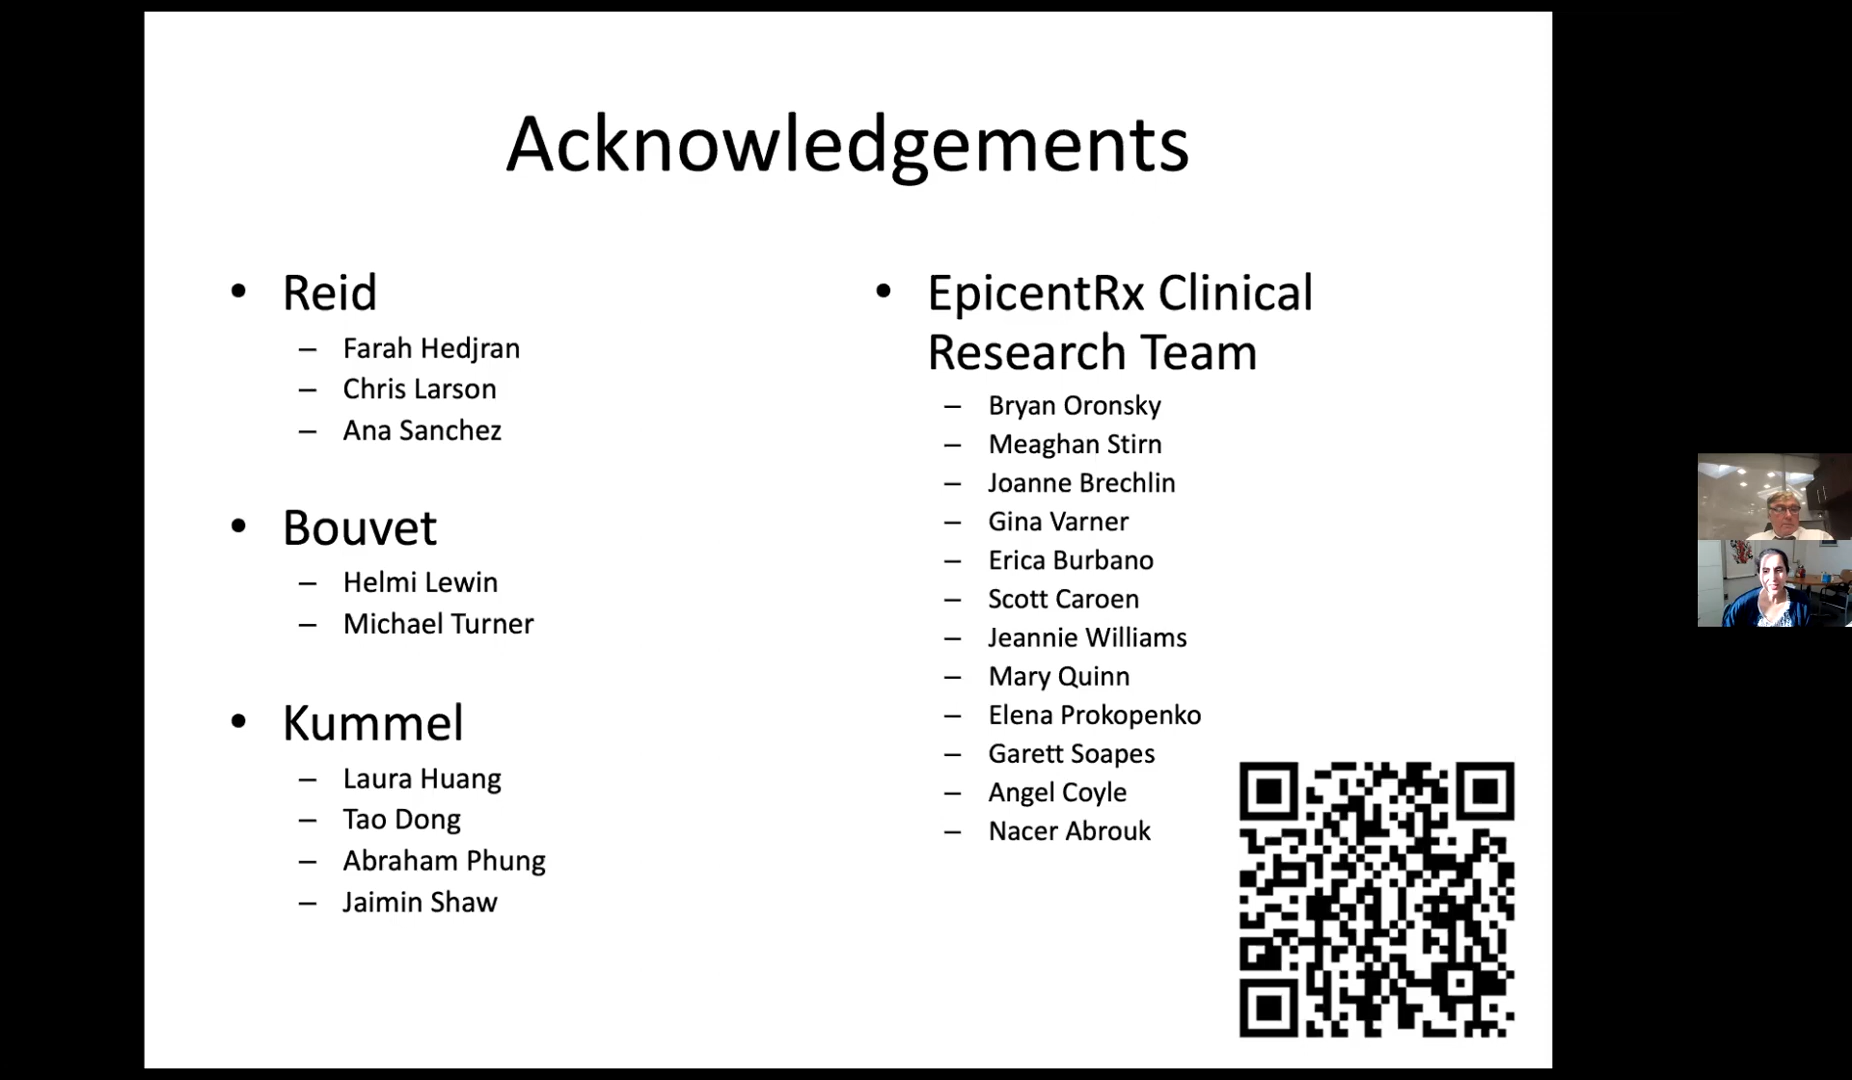 Acknowledgements
• Reid
– Farah Hedjran
– Chris Larson
– Ana Sanchez
• Bouvet
– Helmi Lewin
– Michael Turner
• Kummel
– Laura Huang
– Tao Dong
– Abraham Phung
– Jaimin Shaw
• EpicentRx Clinical
Research Team
– Bryan Oronsky
– Meaghan Stirn
– Joanne Brechlin
– Gina Varner
– Erica Burbano
– Scott Caroen
– Jeannie Williams
– Mary Quinn
– Elena Prokopenko
– Garett Soapes
– Angel Coyle
– Nacer Abrouk